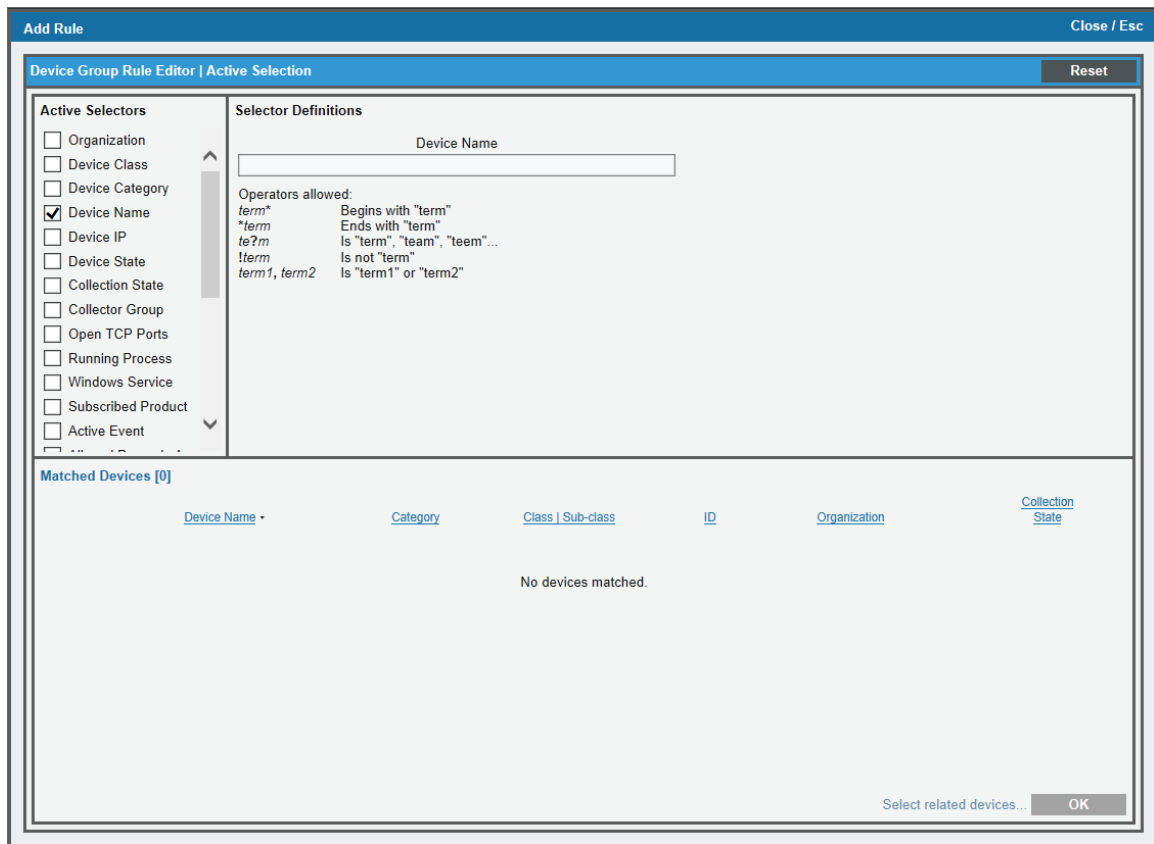 Add Rule
Close / Esc
Device Group Rule Editor | Active Selection
Reset
Active Selectors
Organization
Device Class
Device Category
Device Name
Device IP
Device State
Collection State
Collector Group
Open TCP Ports
Running Process
Windows Service
Subscribed Product
Active Event
Selector Definitions
Device Name
Operators allowed:
term* Begins with "term"
*term Ends with "term"
te?m Is "term", "team", "teem"...
!term Is not "term"
term1, term2 Is "term1" or "term2"
Matched Devices [0]
Device Name Category Class | Sub-class ID Organization Collection
State
No devices matched.
Select related devices...
OK